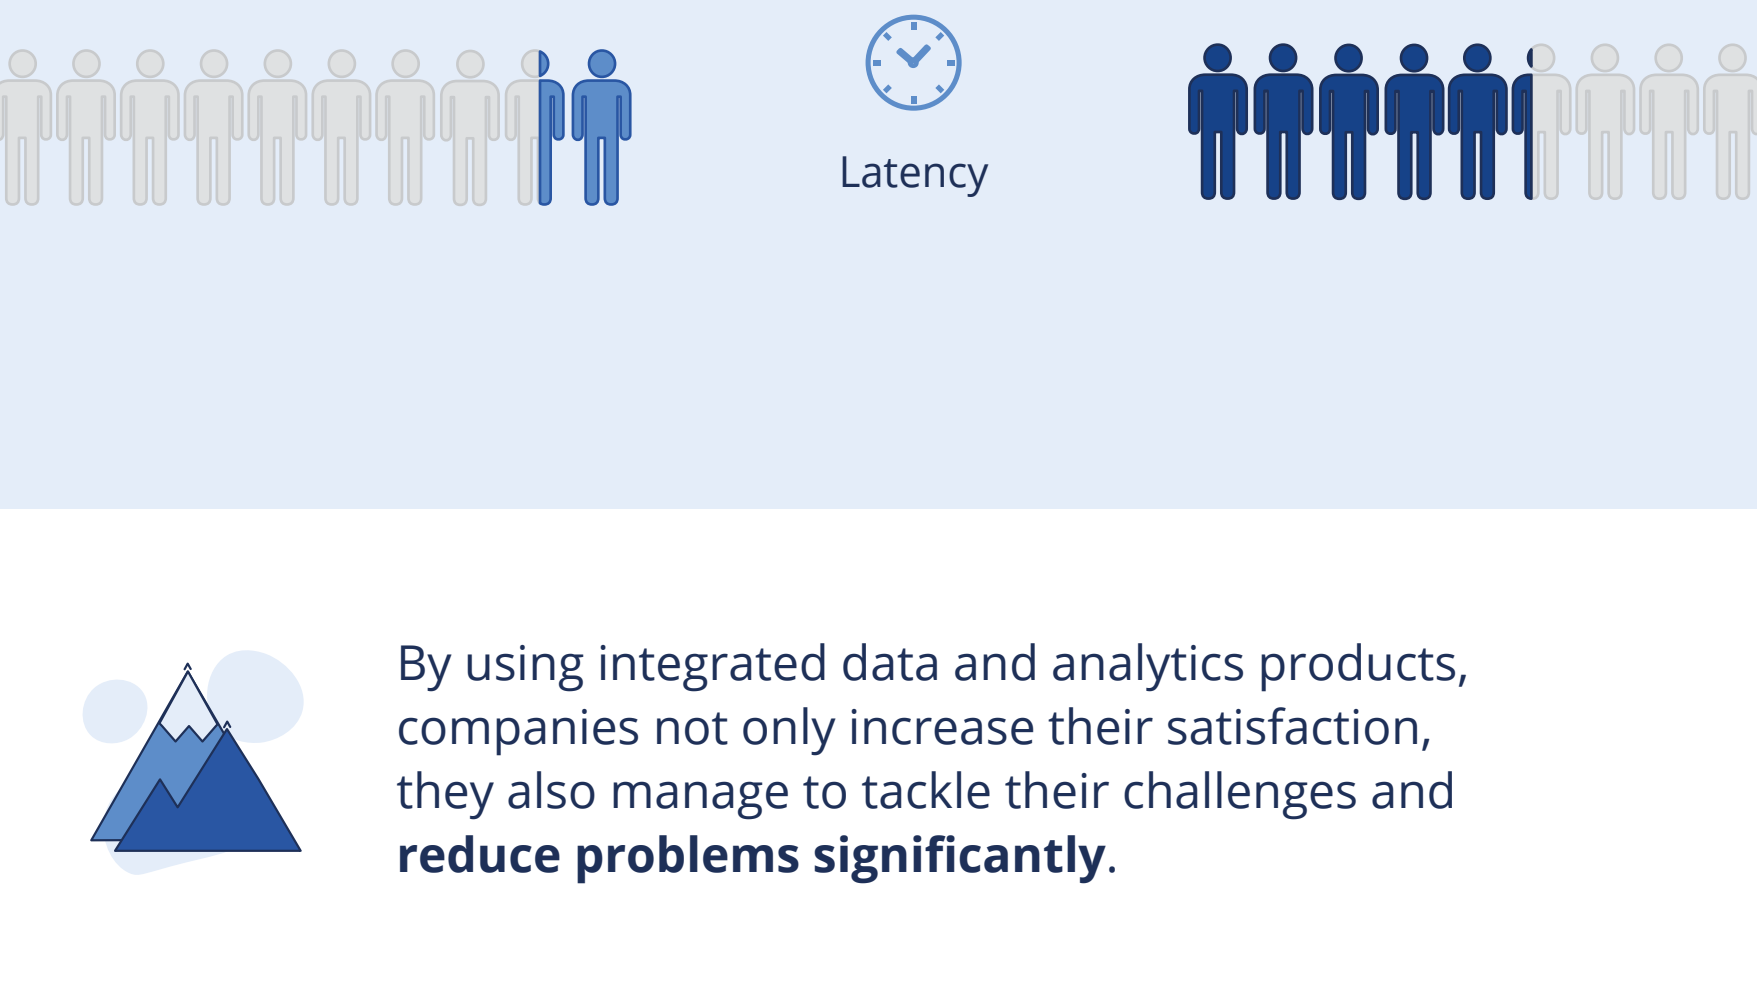 Latency
By using integrated data and analytics products,
companies not only increase their satisfaction,
they also manage to tackle their challenges and
reduce problems significantly.